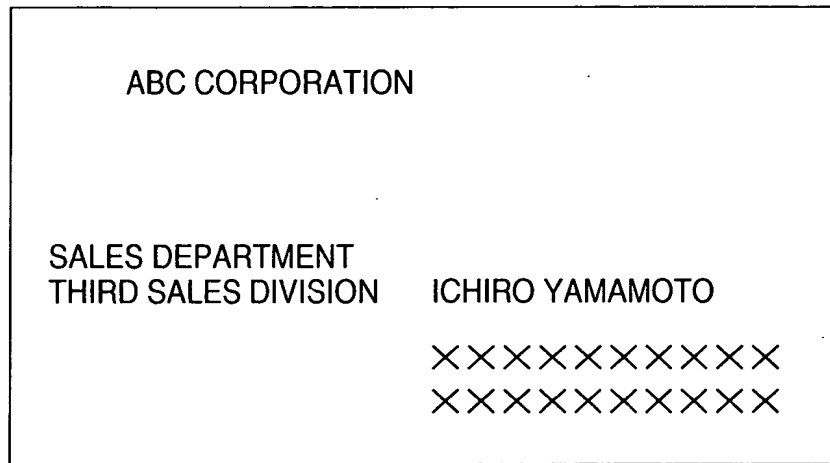 ABC CORPORATION
SALES DEPARTMENT
THIRD SALES DIVISION ICHIRO YAMAMOTO
××××××××××
××××××××××